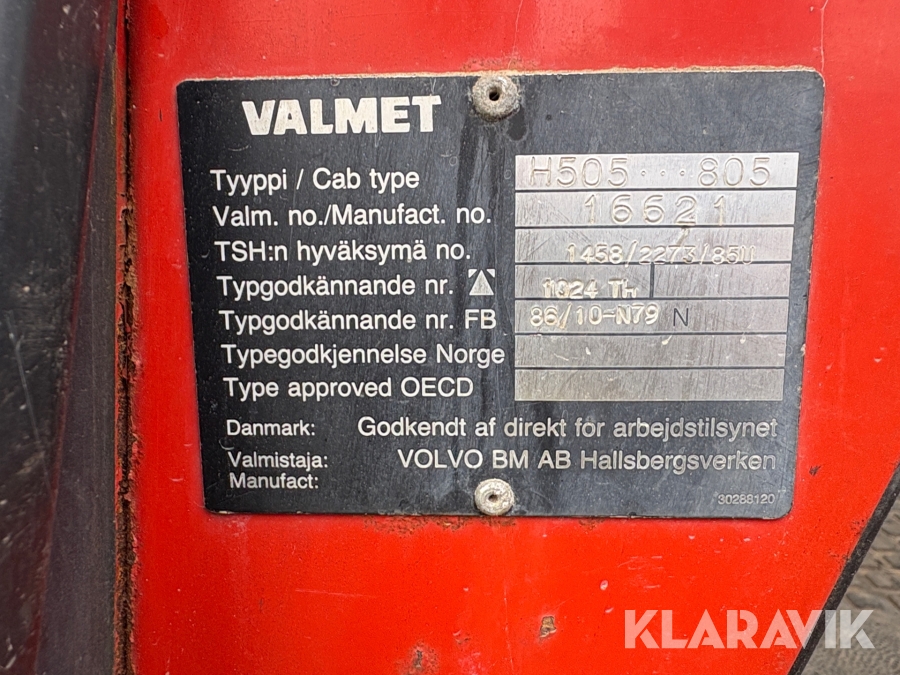 VALMET
Tyyppi / Cab type H505...805
Valm. no./Manufact. no. 16621
TSH:n hyväksymä no. 1458/2273/85U
Typgodkännande nr. 1024 Th
Typgodkännande nr. FB 86/10-N79 N
Typegodkjennelse Norge
Type approved OECD
Danmark: Godkendt af direkt för arbejdstilsynet
Valmistaja: VOLVO BM AB Hallsbergsverken
Manufact:
30288120
KLARAVIK